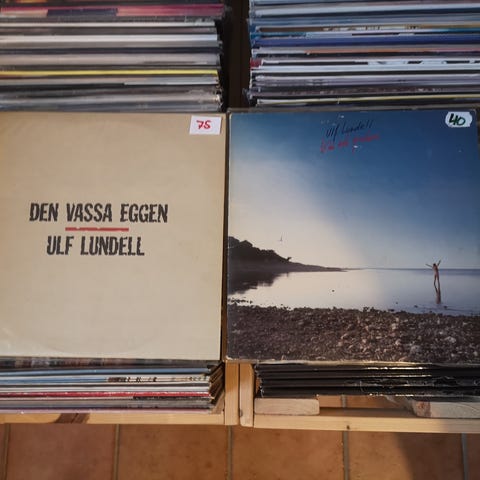 75
DEN VASSA EGGEN
ULF LUNDELL
40
Ulf Lundell